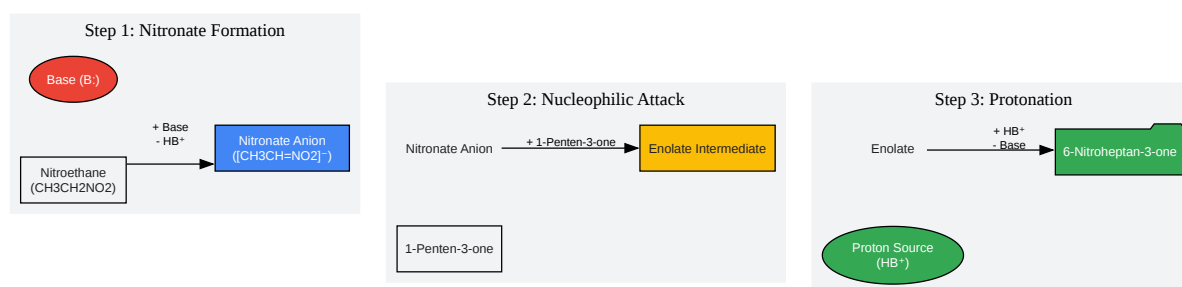 Step 1: Nitronate Formation
Base (B:)
+ Base
- HB⁺
Nitroethane
(CH3CH2NO2)
Nitronate Anion
([CH3CH=NO2]⁻)
Step 2: Nucleophilic Attack
Nitronate Anion
+ 1-Penten-3-one
Enolate Intermediate
1-Penten-3-one
Step 3: Protonation
Enolate
+ HB⁺
- Base
6-Nitroheptan-3-one
Proton Source
(HB⁺)